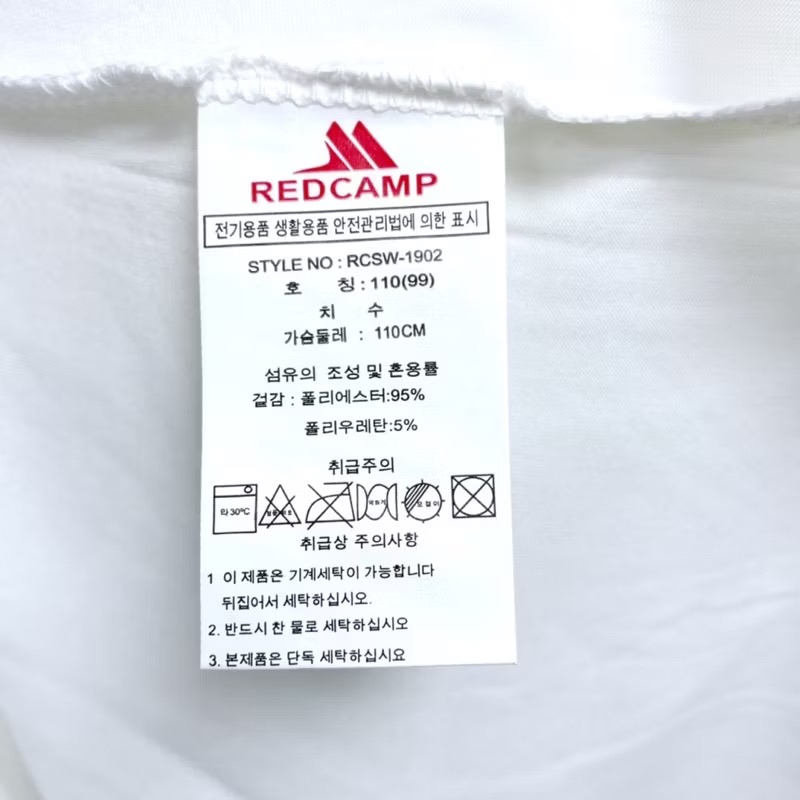 REDCAMP
전기용품 생활용품 안전관리법에 의한 표시
STYLE NO : RCSW-1902
호 칭 : 110(99)
치 수
가슴둘레 : 110CM
섬유의 조성 및 혼용률
겉감 : 폴리에스터:95%
폴리우레탄:5%
취급주의
약 30℃
취급상 주의사항
1 이 제품은 기계세탁이 가능합니다
뒤집어서 세탁하십시오.
2. 반드시 찬 물로 세탁하십시오
3. 본제품은 단독 세탁하십시요